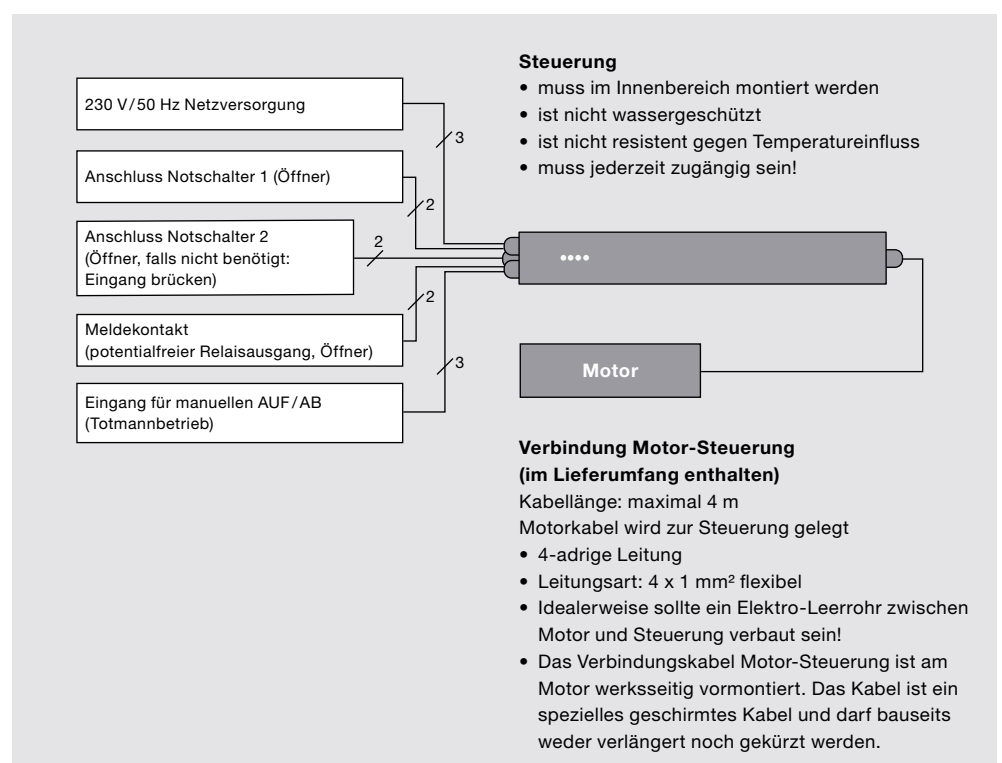 230 V/50 Hz Netzversorgung
3
Anschluss Notschalter 1 (Öffner)
2
Anschluss Notschalter 2
(Öffner, falls nicht benötigt:
Eingang brücken)
2
Meldekontakt
(potentialfreier Relaisausgang, Öffner)
2
Eingang für manuellen AUF/AB
(Totmannbetrieb)
3
Steuerung
• muss im Innenbereich montiert werden
• ist nicht wassergeschützt
• ist nicht resistent gegen Temperatureinfluss
• muss jederzeit zugängig sein!
Motor
Verbindung Motor-Steuerung
(im Lieferumfang enthalten)
Kabellänge: maximal 4 m
Motorkabel wird zur Steuerung gelegt
• 4-adrige Leitung
• Leitungsart: 4 x 1 mm² flexibel
• Idealerweise sollte ein Elektro-Leerrohr zwischen
Motor und Steuerung verbaut sein!
• Das Verbindungskabel Motor-Steuerung ist am
Motor werksseitig vormontiert. Das Kabel ist ein
spezielles geschirmtes Kabel und darf bauseits
weder verlängert noch gekürzt werden.